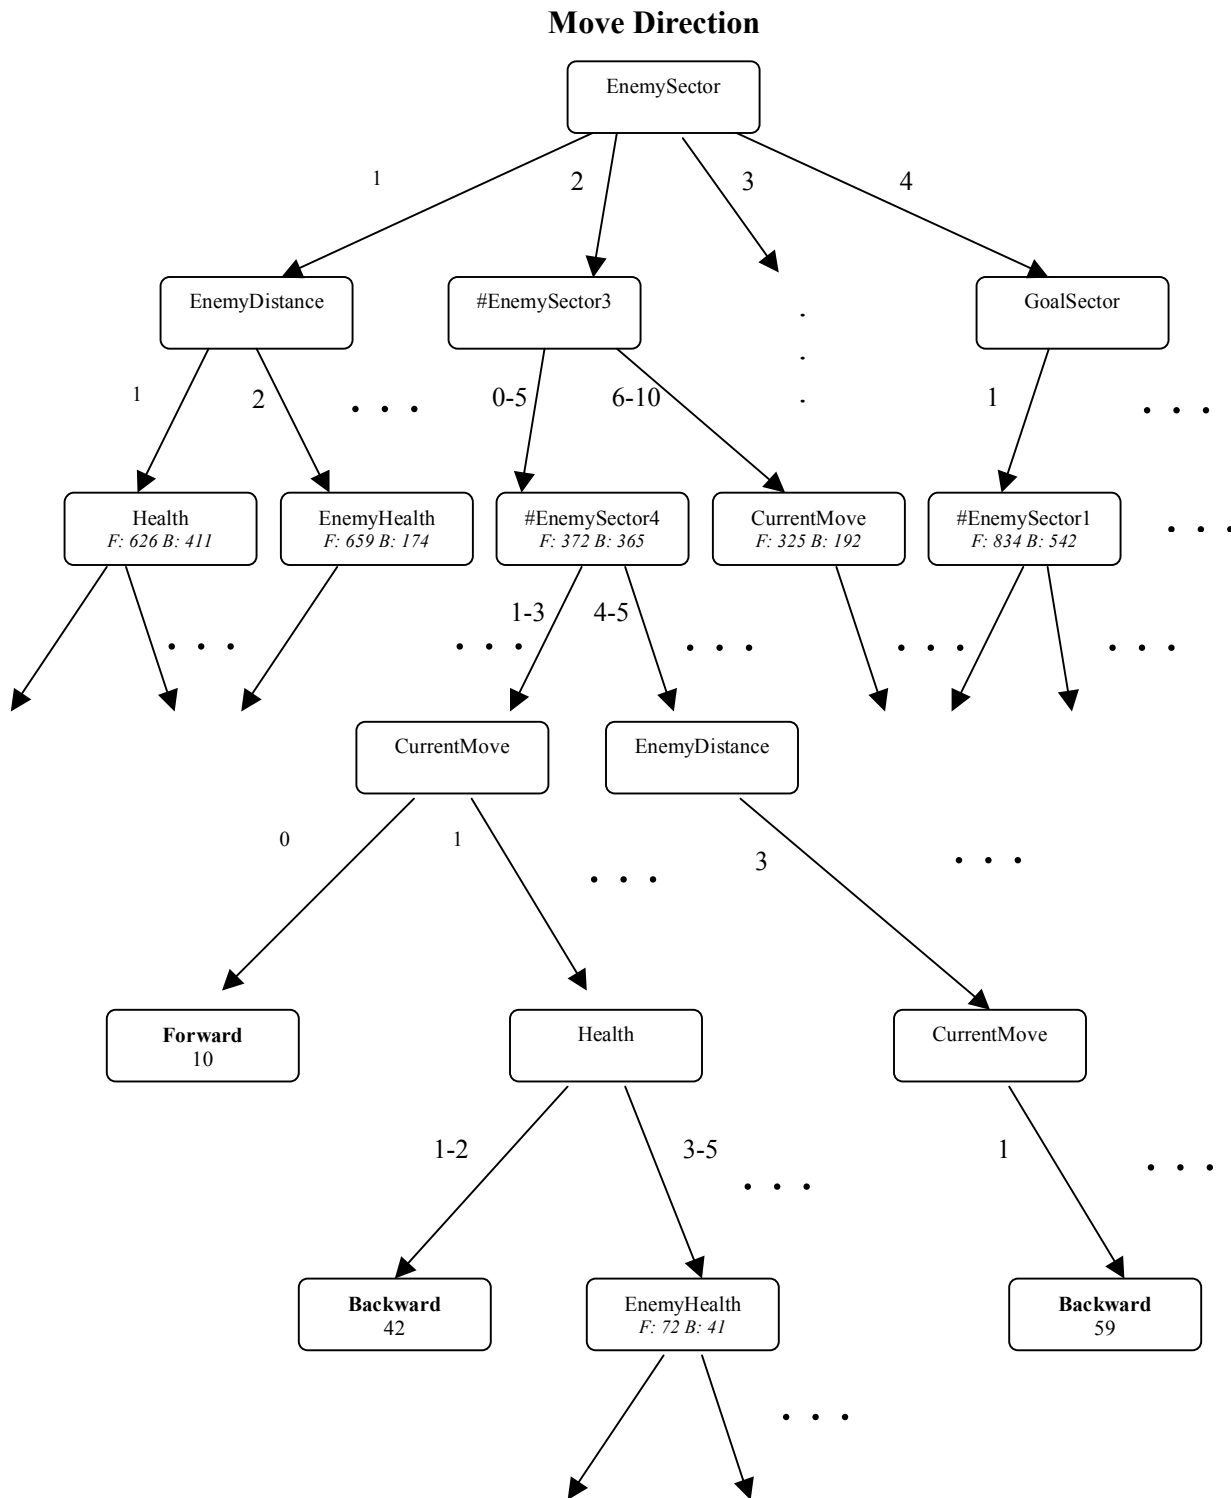 Move Direction
EnemySector
1
2
3
4
EnemyDistance
#EnemySector3
GoalSector
1
2
. . .
0-5
6-10
.
.
.
1
. . .
Health
F: 626 B: 411
EnemyHealth
F: 659 B: 174
#EnemySector4
F: 372 B: 365
CurrentMove
F: 325 B: 192
#EnemySector1
F: 834 B: 542
. . .
. . .
. . .
1-3
4-5
. . .
. . .
. . .
CurrentMove
EnemyDistance
0
1
. . .
3
. . .
Forward
10
Health
CurrentMove
1-2
3-5
. . .
1
. . .
Backward
42
EnemyHealth
F: 72 B: 41
Backward
59
. . .